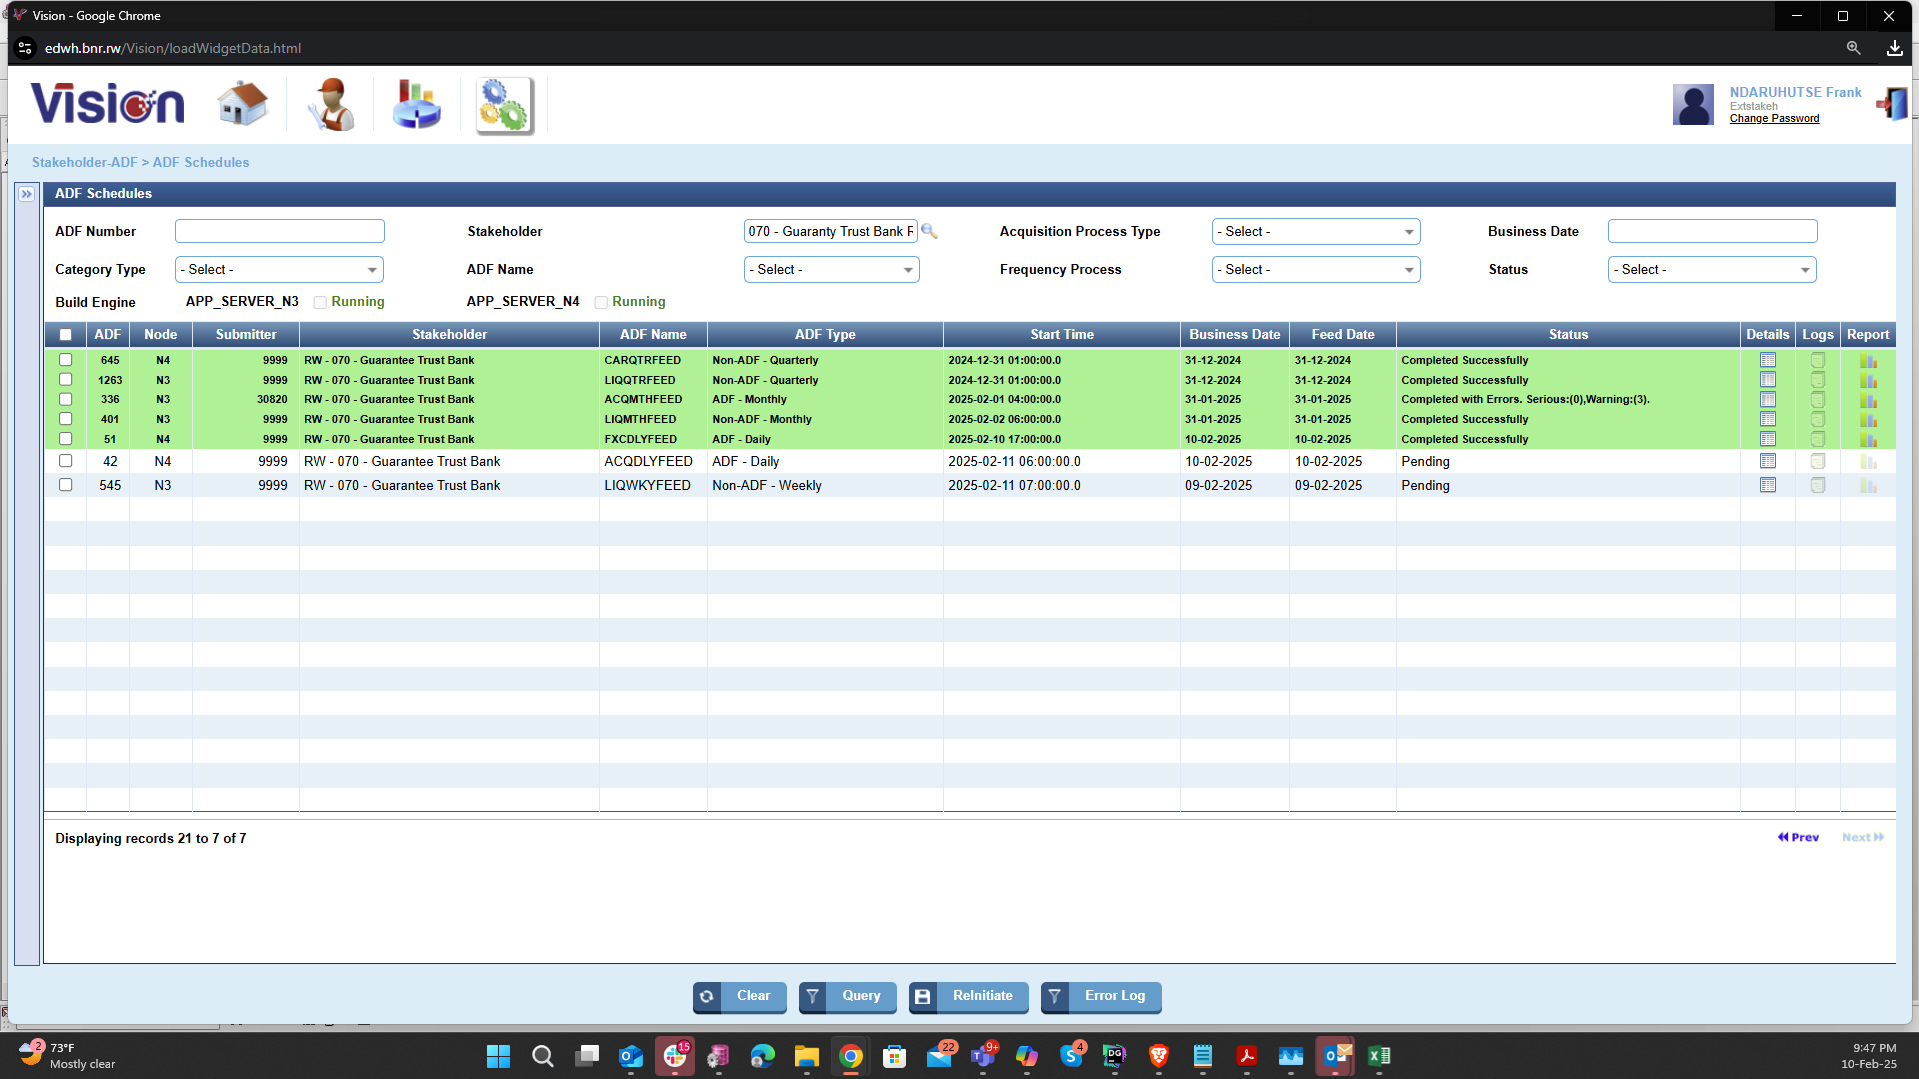 Vision - Google Chrome
edwh.bnr.rw/Vision/loadWidgetData.html
Vision
NDARUHUTSE Frank
Extstakeh
Change Password
Stakeholder-ADF > ADF Schedules
ADF Schedules
ADF Number Stakeholder 070 - Guaranty Trust Bank R Acquisition Process Type - Select - Business Date
Category Type - Select - ADF Name - Select - Frequency Process - Select - Status - Select -
Build Engine APP_SERVER_N3 Running APP_SERVER_N4 Running
ADF Node Submitter Stakeholder ADF Name ADF Type Start Time Business Date Feed Date Status Details Logs Report
645 N4 9999 RW - 070 - Guarantee Trust Bank CARQTRFEED Non-ADF - Quarterly 2024-12-31 01:00:00.0 31-12-2024 31-12-2024 Completed Successfully
1263 N3 9999 RW - 070 - Guarantee Trust Bank LIQQTRFEED Non-ADF - Quarterly 2024-12-31 01:00:00.0 31-12-2024 31-12-2024 Completed Successfully
336 N3 30820 RW - 070 - Guarantee Trust Bank ACQMTHFEED ADF - Monthly 2025-02-01 04:00:00.0 31-01-2025 31-01-2025 Completed with Errors. Serious:(0),Warning:(3).
401 N3 9999 RW - 070 - Guarantee Trust Bank LIQMTHFEED Non-ADF - Monthly 2025-02-02 06:00:00.0 31-01-2025 31-01-2025 Completed Successfully
51 N4 9999 RW - 070 - Guarantee Trust Bank FXCDLYFEED ADF - Daily 2025-02-10 17:00:00.0 10-02-2025 10-02-2025 Completed Successfully
42 N4 9999 RW - 070 - Guarantee Trust Bank ACQDLYFEED ADF - Daily 2025-02-11 06:00:00.0 10-02-2025 10-02-2025 Pending
545 N3 9999 RW - 070 - Guarantee Trust Bank LIQWKYFEED Non-ADF - Weekly 2025-02-11 07:00:00.0 09-02-2025 09-02-2025 Pending
Displaying records 21 to 7 of 7
Prev Next
Clear Query ReInitiate Error Log
2 73°F
Mostly clear
15 22 9+ 4 DG
9:47 PM
10-Feb-25